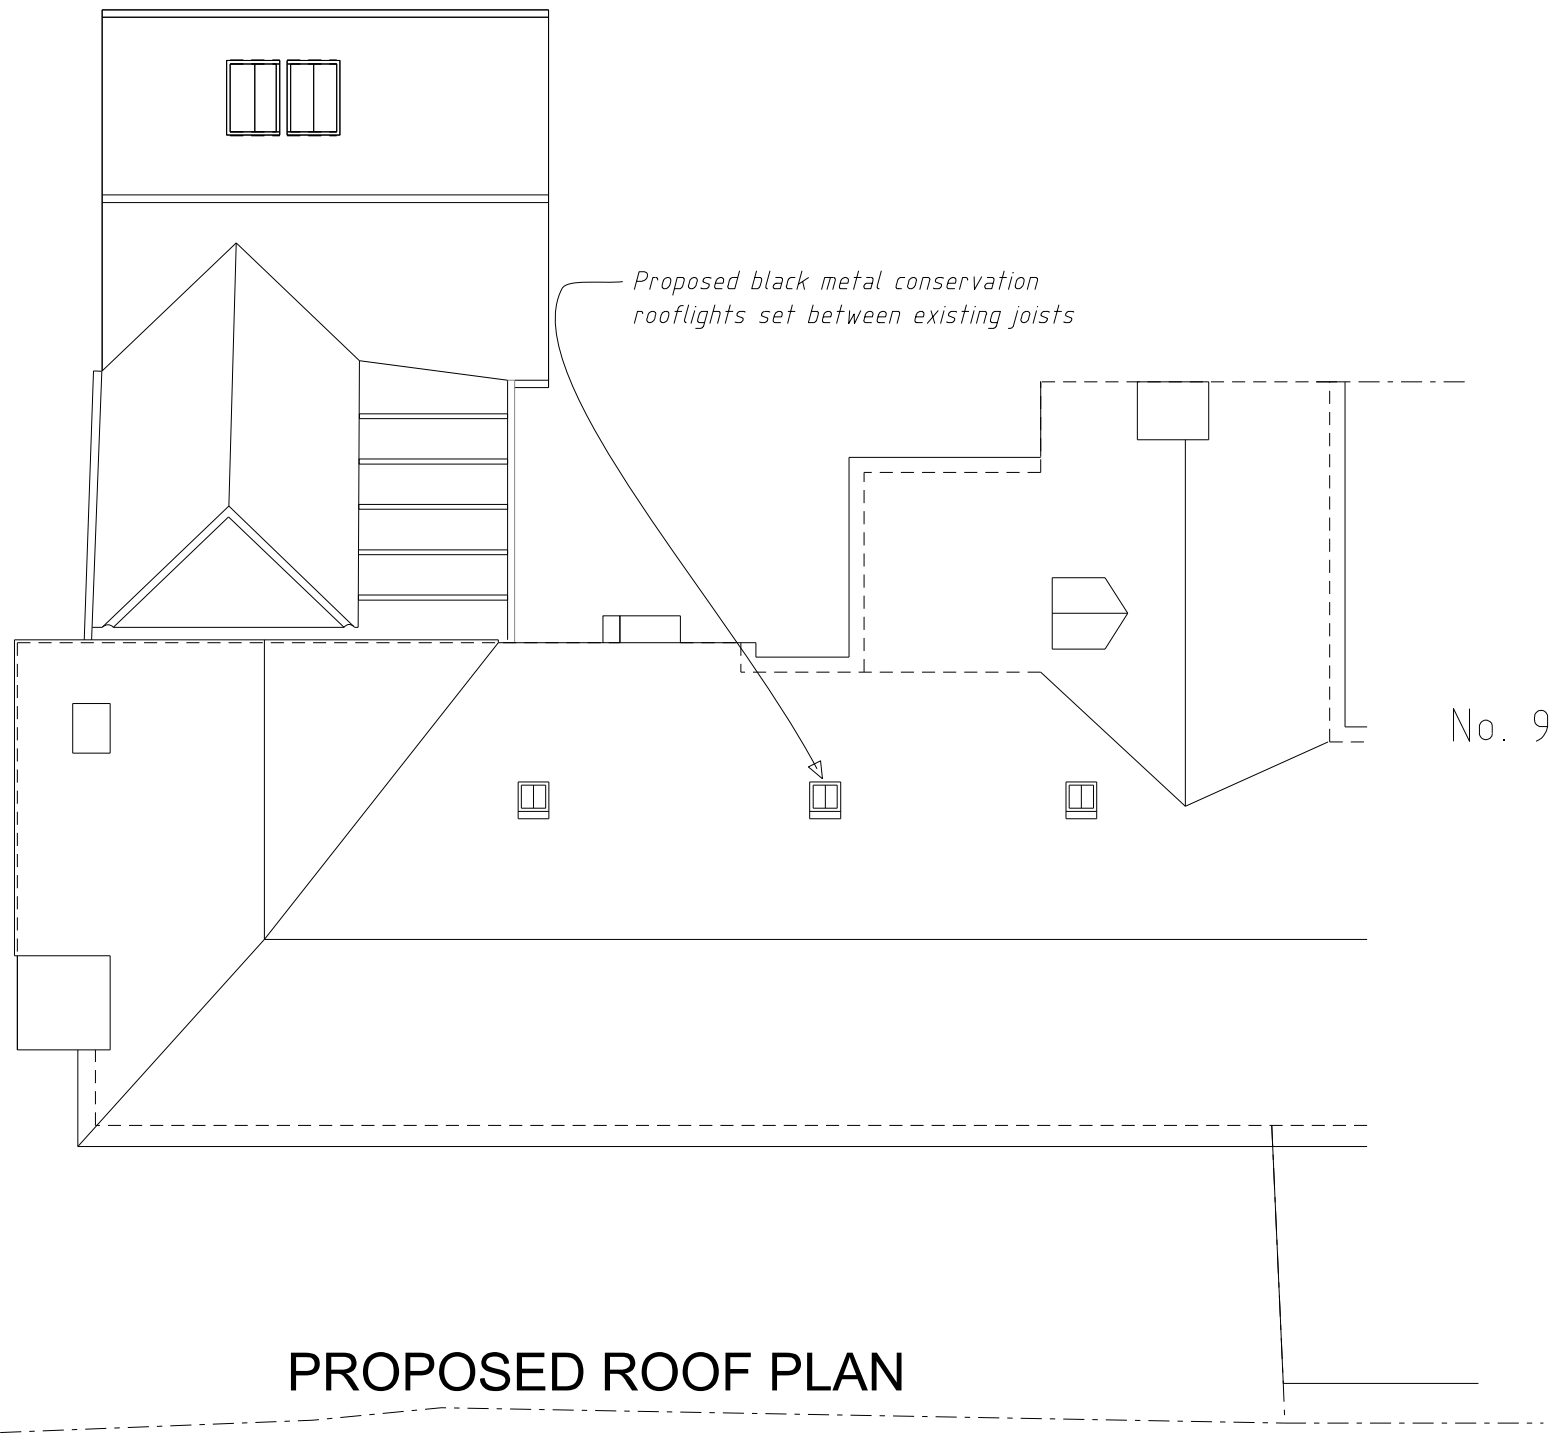 Proposed black metal conservation
rooflights set between existing joists
No. 9
PROPOSED ROOF PLAN